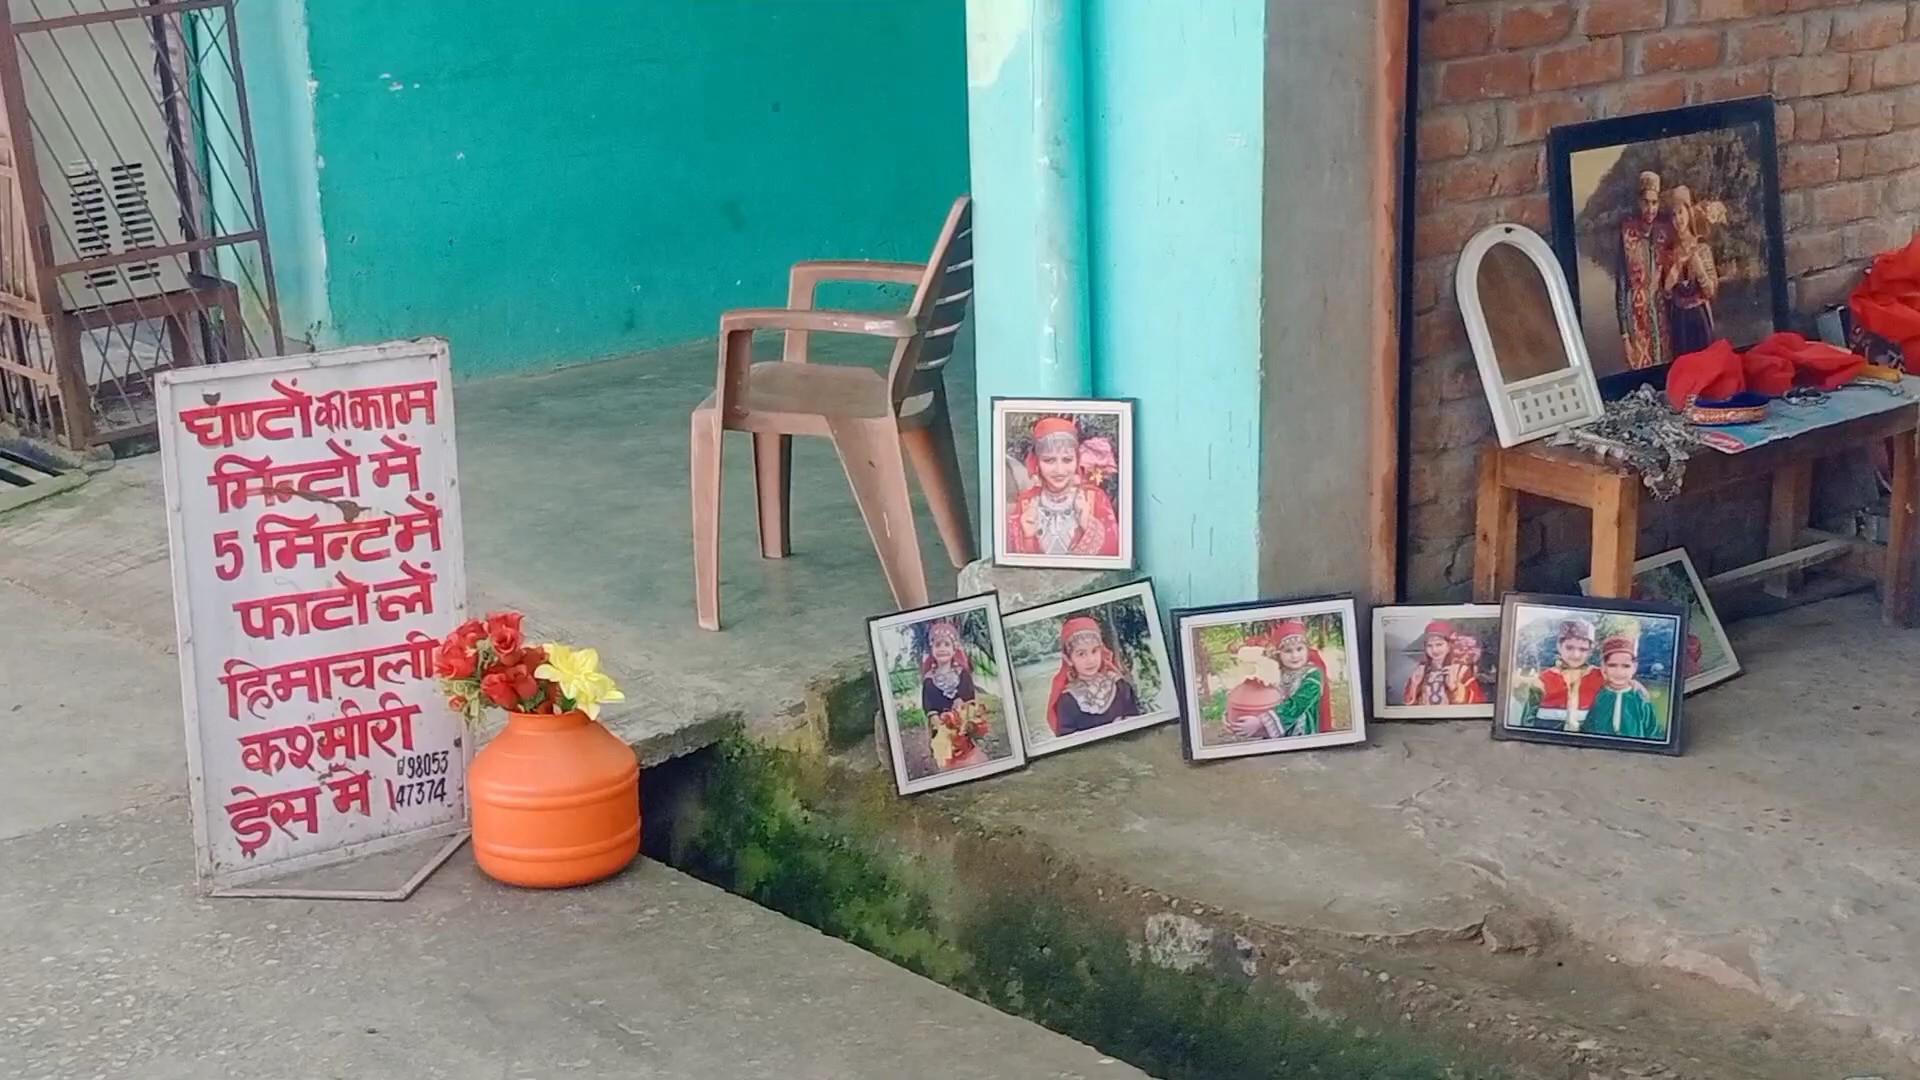 घण्टों का काम
मिन्टों में
5 मिन्ट में
फाटो लें
हिमाचली
कश्मीरी
98053
ड्रेस में ।
47374